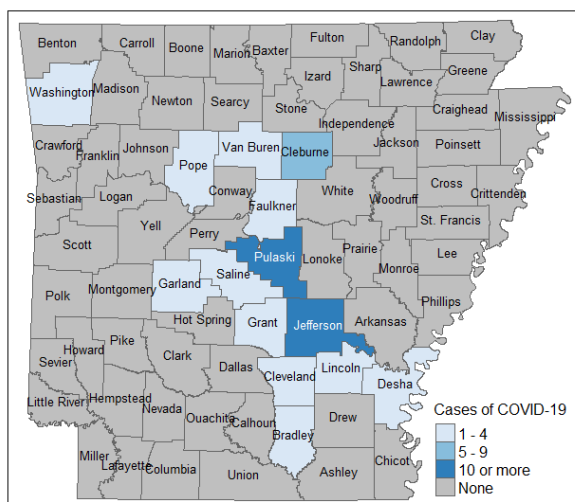 Benton
Carroll
Boone
Marion
Baxter
Fulton
Randolph
Clay
Washington
Madison
Newton
Searcy
Stone
Izard
Sharp
Lawrence
Greene
Craighead
Mississippi
Crawford
Franklin
Johnson
Pope
Van Buren
Cleburne
Independence
Jackson
Poinsett
Sebastian
Logan
Conway
Faulkner
White
Woodruff
Cross
Crittenden
Scott
Yell
Perry
Pulaski
Lonoke
Prairie
Monroe
St. Francis
Lee
Phillips
Polk
Montgomery
Garland
Saline
Hot Spring
Grant
Jefferson
Arkansas
Sevier
Howard
Pike
Clark
Dallas
Cleveland
Lincoln
Desha
Little River
Hempstead
Nevada
Ouachita
Calhoun
Bradley
Drew
Miller
Lafayette
Columbia
Union
Ashley
Chicot
Cases of COVID-19
1 - 4
5 - 9
10 or more
None